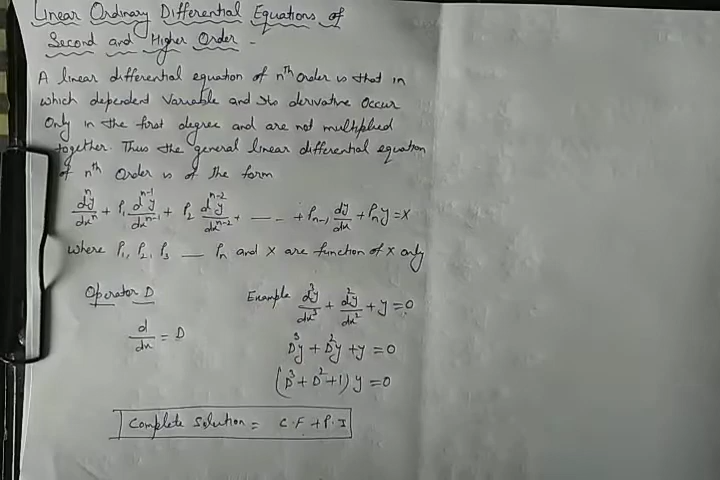 Linear Ordinary Differential Equations of
Second and Higher Order -
A linear differential equation of nth order is that in
which dependent variable and its derivative occur
Only in the first degree and are not multiplied
together. Thus the general linear differential equation
of nth Order is of the form
dⁿy/dxⁿ + P₁ dⁿ⁻¹y/dxⁿ⁻¹ + P₂ dⁿ⁻²y/dxⁿ⁻² + — - + Pₙ₋₁ dy/dx + Pₙy = X
where P₁, P₂, P₃ — Pₙ and X are function of x only
Operator D
d/dx = D
Example d³y/dx³ + d²y/dx² + y = 0
D³y + D²y + y = 0
(D³ + D² + 1) y = 0
Complete Solution = C.F + P.I